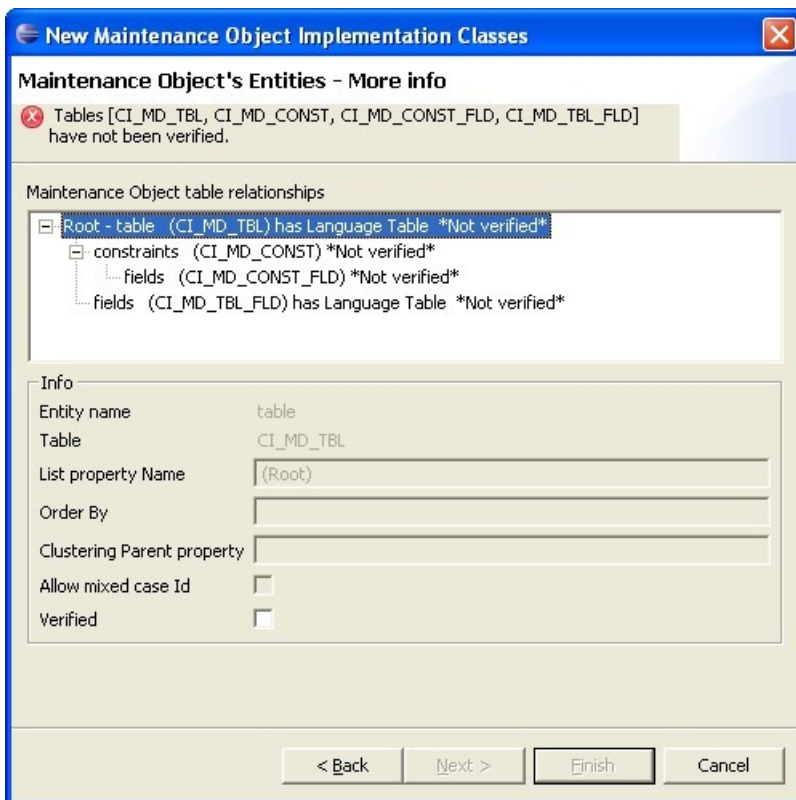 New Maintenance Object Implementation Classes
Maintenance Object's Entities - More info
Tables [CI_MD_TBL, CI_MD_CONST, CI_MD_CONST_FLD, CI_MD_TBL_FLD]
have not been verified.
Maintenance Object table relationships
Root - table (CI_MD_TBL) has Language Table *Not verified*
constraints (CI_MD_CONST) *Not verified*
fields (CI_MD_CONST_FLD) *Not verified*
fields (CI_MD_TBL_FLD) has Language Table *Not verified*
Info
Entity name table
Table CI_MD_TBL
List property Name (Root)
Order By
Clustering Parent property
Allow mixed case Id
Verified
< Back Next > Finish Cancel